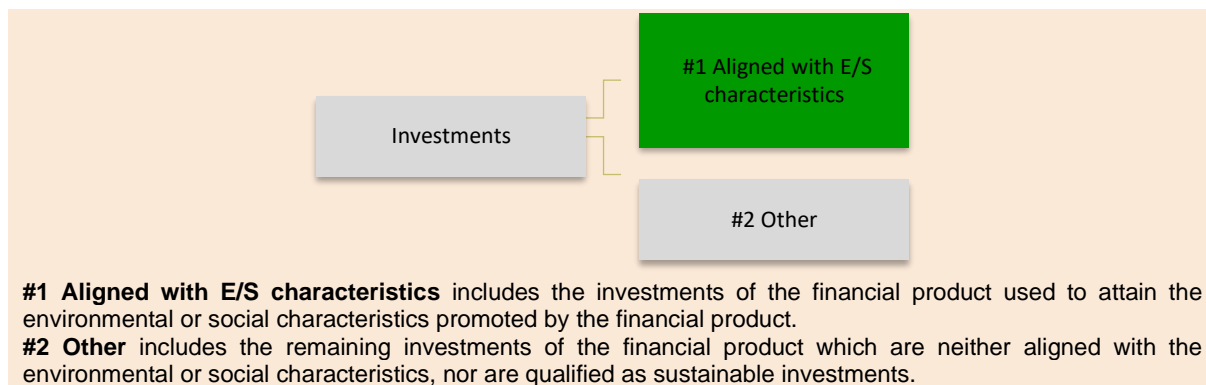 #1 Aligned with E/S
characteristics
Investments
#2 Other
#1 Aligned with E/S characteristics includes the investments of the financial product used to attain the
environmental or social characteristics promoted by the financial product.
#2 Other includes the remaining investments of the financial product which are neither aligned with the
environmental or social characteristics, nor are qualified as sustainable investments.